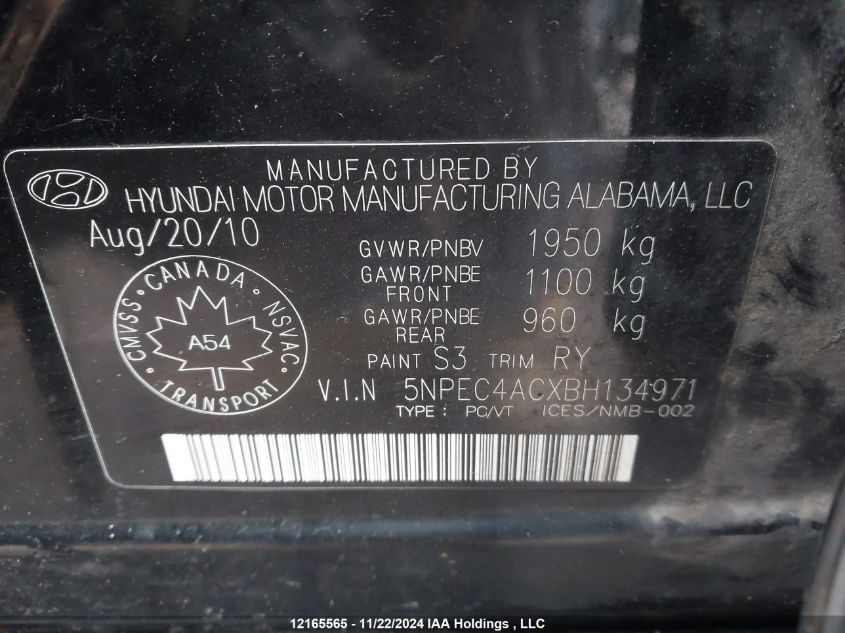 MANUFACTURED BY
HYUNDAI MOTOR MANUFACTURING ALABAMA, LLC
Aug/20/10
GVWR/PNBV 1950 kg
GAWR/PNBE 1100 kg
FRONT
GAWR/PNBE 960 kg
REAR
PAINT S3 TRIM RY
V.I.N 5NPEC4ACXBH134971
TYPE : PC/VT ICES/NMB-002
CMVSS · CANADA · NSVAC
· TRANSPORT ·
A54
12165565 - 11/22/2024 IAA Holdings , LLC